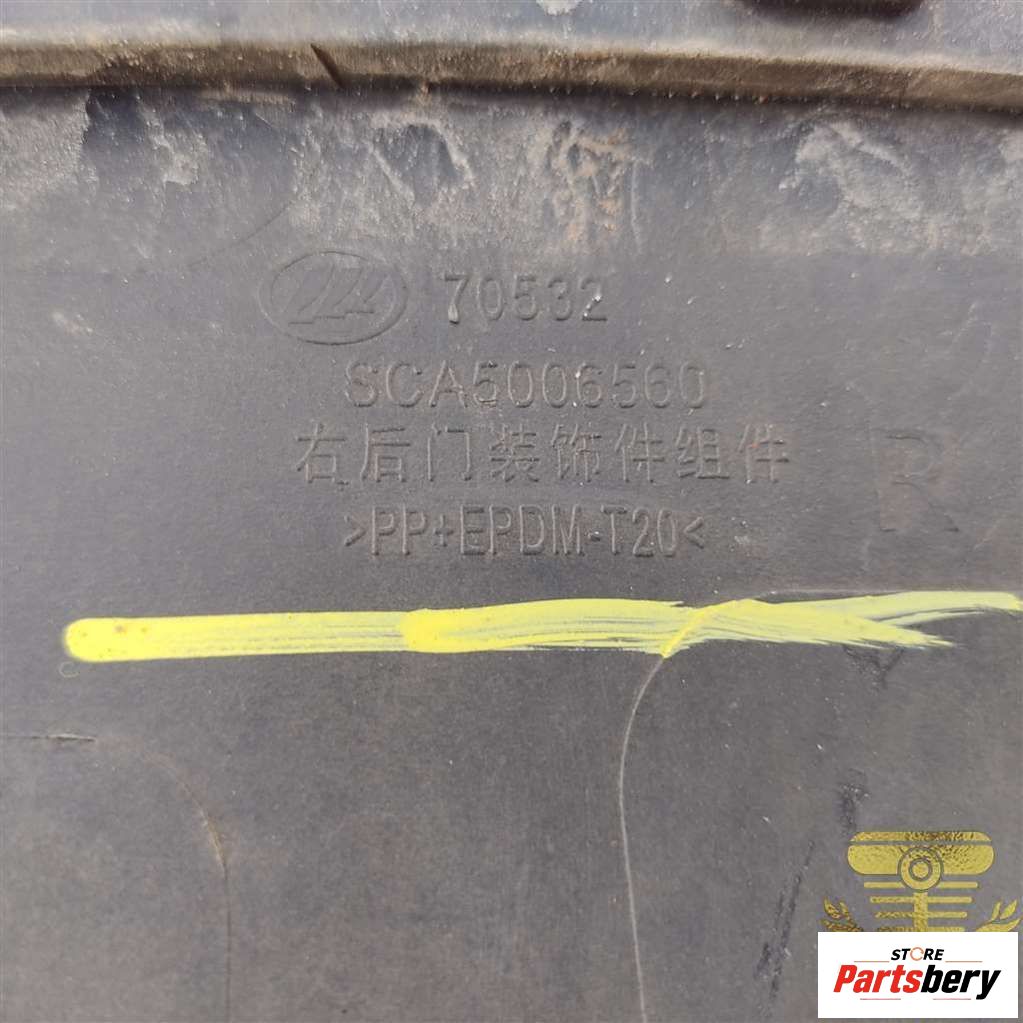 70532
SCA5006560
右后门装饰件组件
R
>PP+EPDM-T20<
STORE
Partsbery